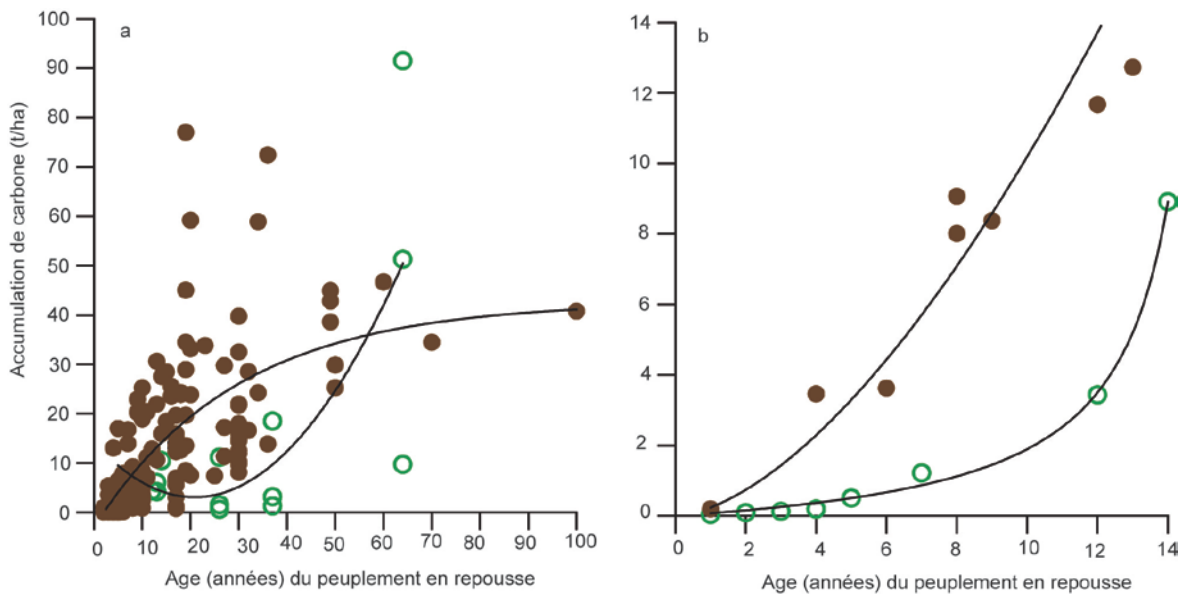 a
Accumulation de carbone (t/ha)
100
90
80
70
60
50
40
30
20
10
0
0 10 20 30 40 50 60 70 80 90 100
Age (années) du peuplement en repousse
b
14
12
10
8
6
4
2
0
0 2 4 6 8 10 12 14
Age (années) du peuplement en repousse